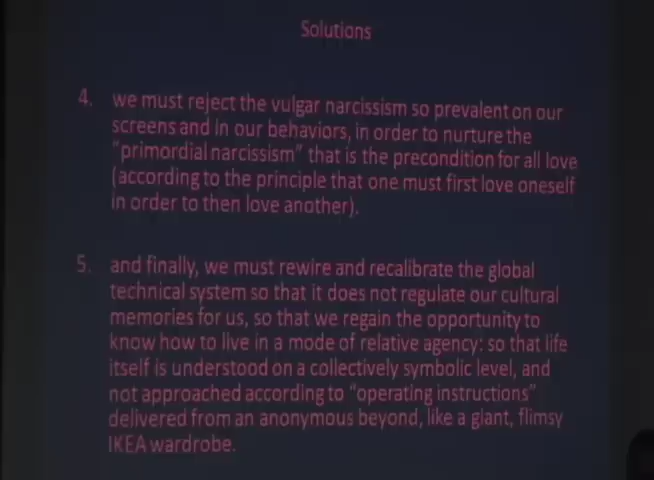 Solutions
4. we must reject the vulgar narcissism so prevalent on our
screens and in our behaviors, in order to nurture the
“primordial narcissism” that is the precondition for all love
(according to the principle that one must first love oneself
in order to then love another).
5. and finally, we must rewire and recalibrate the global
technical system so that it does not regulate our cultural
memories for us, so that we regain the opportunity to
know how to live in a mode of relative agency: so that life
itself is understood on a collectively symbolic level, and
not approached according to “operating instructions”
delivered from an anonymous beyond, like a giant, flimsy
IKEA wardrobe.